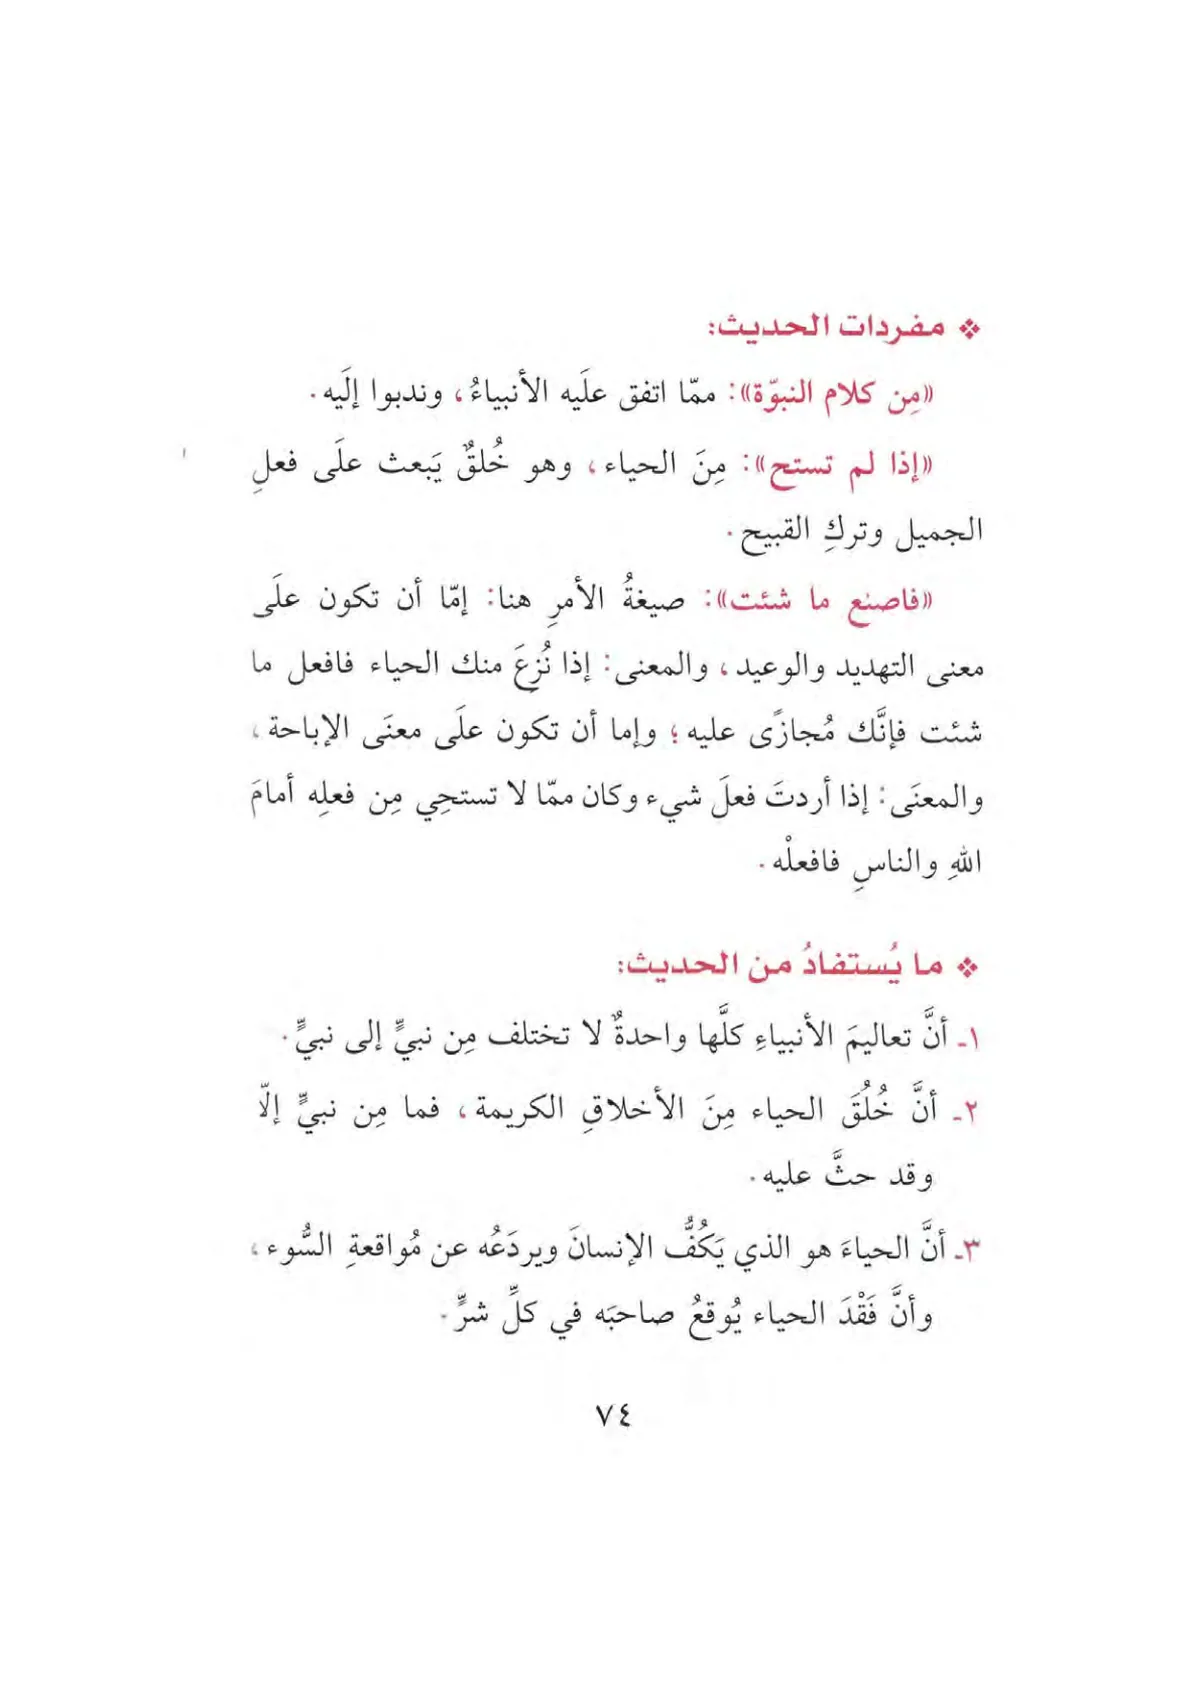 ❖ مفردات الحديث:
«مِن كلام النبوّة»: ممّا اتفق علَيه الأنبياءُ، وندبوا إلَيه.
«إذا لم تستح»: مِنَ الحياء، وهو خُلقٌ يَبعث علَى فعلِ
الجميل وتركِ القبيح.
«فاصنع ما شئت»: صيغةُ الأمرِ هنا: إمّا أن تكون علَى
معنى التهديد والوعيد، والمعنى: إذا نُزِعَ منك الحياء فافعل ما
شئت فإنَّك مُجازًى عليه؛ وإما أن تكون علَى معنَى الإباحة،
والمعنَى: إذا أردتَ فعلَ شيء وكان ممّا لا تستحِي مِن فعلِه أمامَ
اللهِ والناسِ فافعلْه.
❖ ما يُستفادُ من الحديث:
١ـ أنَّ تعاليمَ الأنبياءِ كلَّها واحدةٌ لا تختلف مِن نبيٍّ إلى نبيٍّ.
٢ـ أنَّ خُلُقَ الحياء مِنَ الأخلاقِ الكريمة، فما مِن نبيٍّ إلّا
وقد حثَّ عليه.
٣ـ أنَّ الحياءَ هو الذي يَكُفُّ الإنسانَ ويردَعُه عن مُواقعةِ السُّوء،
وأنَّ فَقْدَ الحياء يُوقعُ صاحبَه في كلِّ شرٍّ.
٧٤